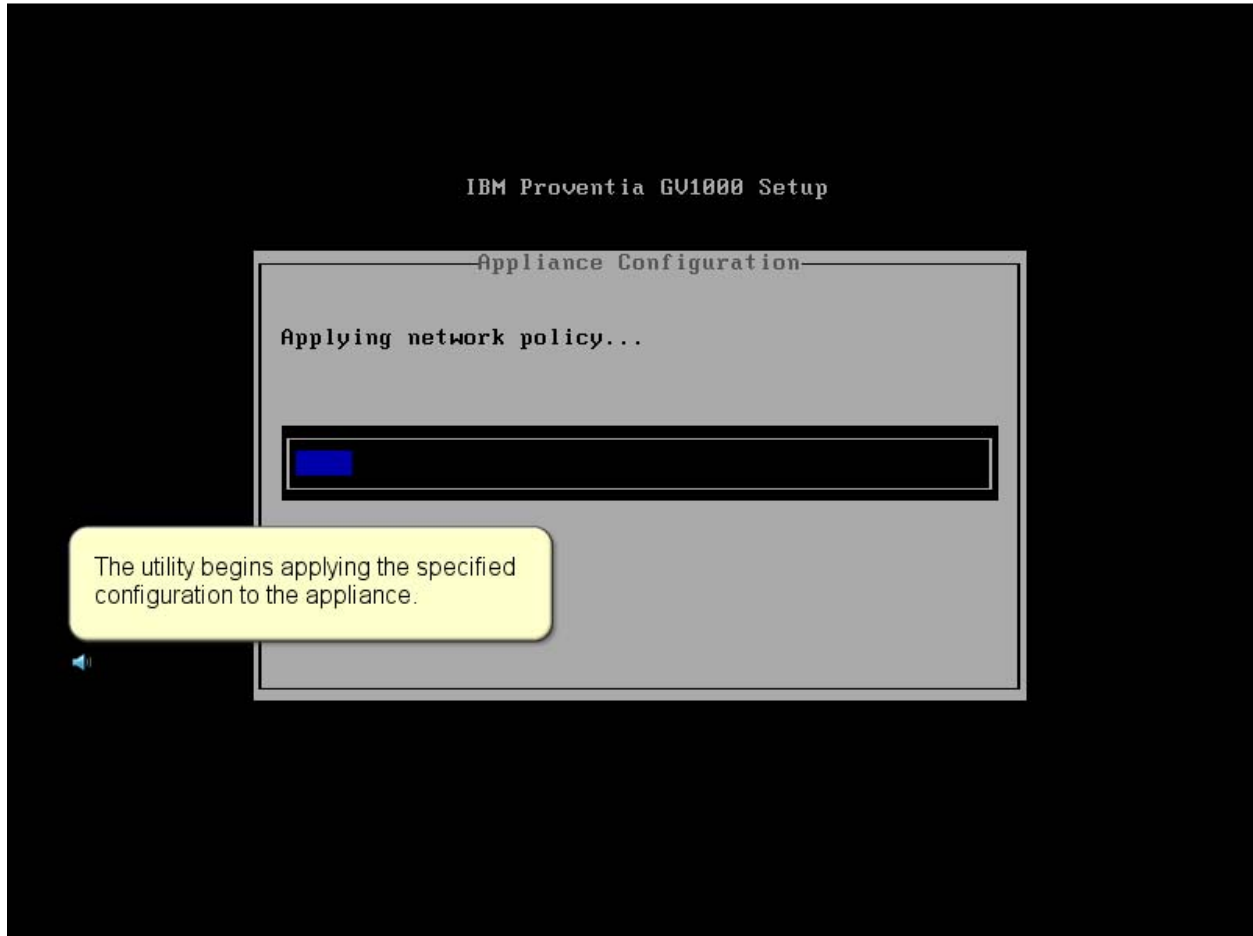 IBM Proventia GV1000 Setup
Appliance Configuration
Applying network policy...
The utility begins applying the specified
configuration to the appliance.